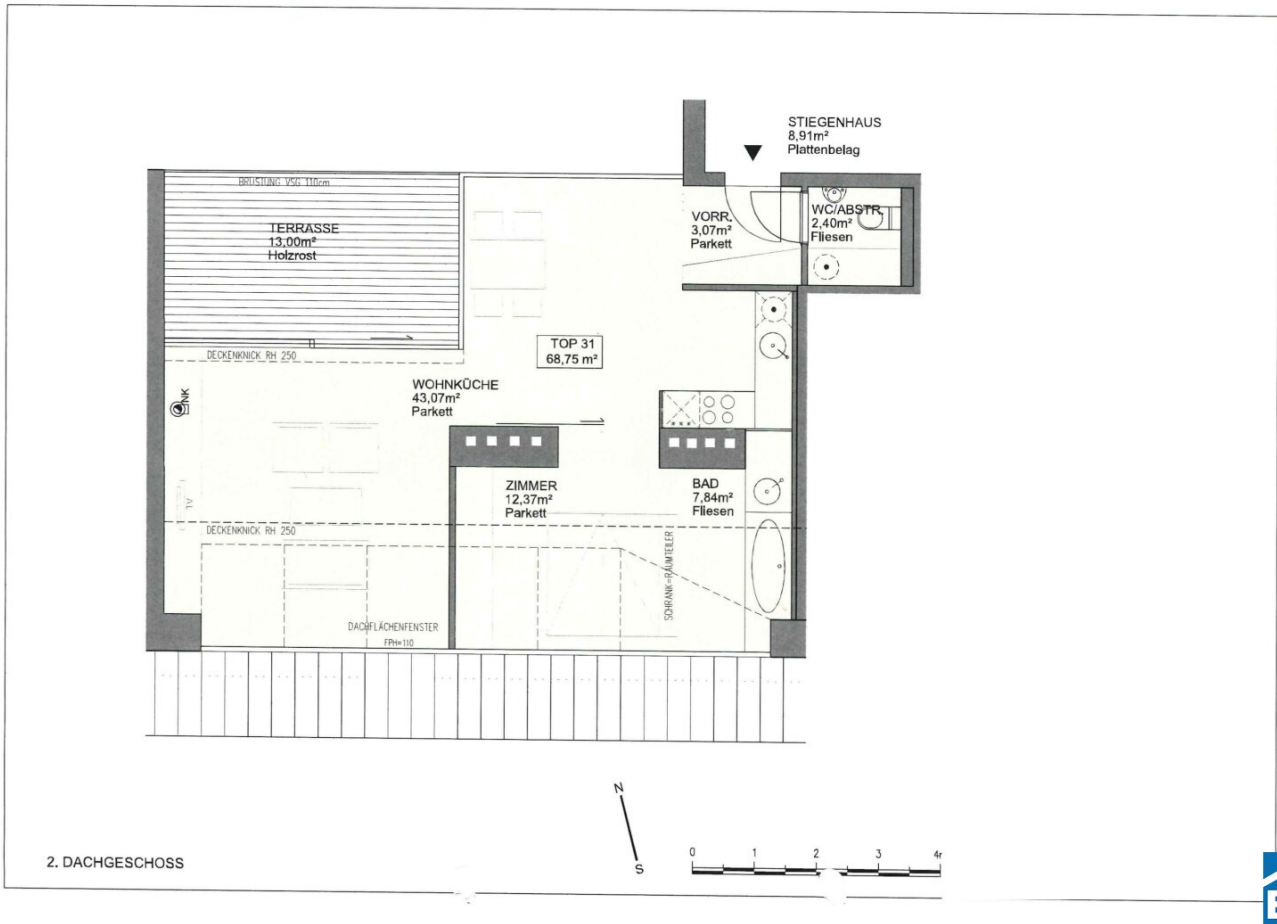 STIEGENHAUS
8,91m²
Plattenbelag
BRÜSTUNG VSG 110cm
TERRASSE
13,00m²
Holzrost
VORR.
3,07m²
Parkett
WC/ABSTR.
2,40m²
Fliesen
DECKENKNICK RH 250
TOP 31
68,75 m²
WOHNKÜCHE
43,07m²
Parkett
NK
ZIMMER
12,37m²
Parkett
BAD
7,84m²
Fliesen
TV
DECKENKNICK RH 250
SCHRANK=RAUMTEILER
DACHFLÄCHENFENSTER
FPH=110
N
S
0 1 2 3 4
2. DACHGESCHOSS